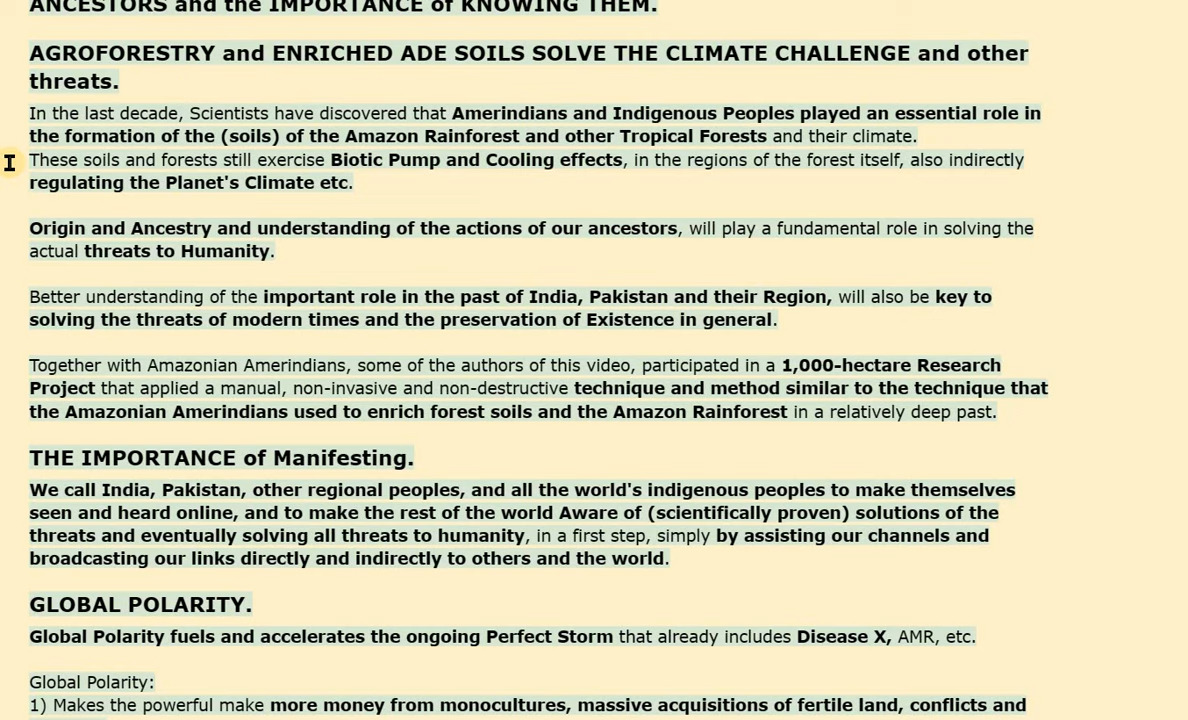 ANCESTORS and the IMPORTANCE of KNOWING THEM.
AGROFORESTRY and ENRICHED ADE SOILS SOLVE THE CLIMATE CHALLENGE and other
threats.
In the last decade, Scientists have discovered that Amerindians and Indigenous Peoples played an essential role in
the formation of the (soils) of the Amazon Rainforest and other Tropical Forests and their climate.
These soils and forests still exercise Biotic Pump and Cooling effects, in the regions of the forest itself, also indirectly
regulating the Planet's Climate etc.
Origin and Ancestry and understanding of the actions of our ancestors, will play a fundamental role in solving the
actual threats to Humanity.
Better understanding of the important role in the past of India, Pakistan and their Region, will also be key to
solving the threats of modern times and the preservation of Existence in general.
Together with Amazonian Amerindians, some of the authors of this video, participated in a 1,000-hectare Research
Project that applied a manual, non-invasive and non-destructive technique and method similar to the technique that
the Amazonian Amerindians used to enrich forest soils and the Amazon Rainforest in a relatively deep past.
THE IMPORTANCE of Manifesting.
We call India, Pakistan, other regional peoples, and all the world's indigenous peoples to make themselves
seen and heard online, and to make the rest of the world Aware of (scientifically proven) solutions of the
threats and eventually solving all threats to humanity, in a first step, simply by assisting our channels and
broadcasting our links directly and indirectly to others and the world.
GLOBAL POLARITY.
Global Polarity fuels and accelerates the ongoing Perfect Storm that already includes Disease X, AMR, etc.
Global Polarity:
1) Makes the powerful make more money from monocultures, massive acquisitions of fertile land, conflicts and